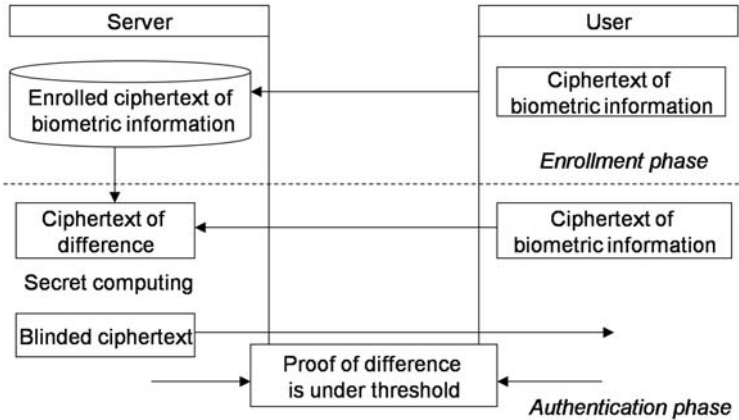 Server
User
Enrolled ciphertext of
biometric information
Ciphertext of
biometric information
Enrollment phase
Ciphertext of
difference
Ciphertext of
biometric information
Secret computing
Blinded ciphertext
Proof of difference
is under threshold
Authentication phase